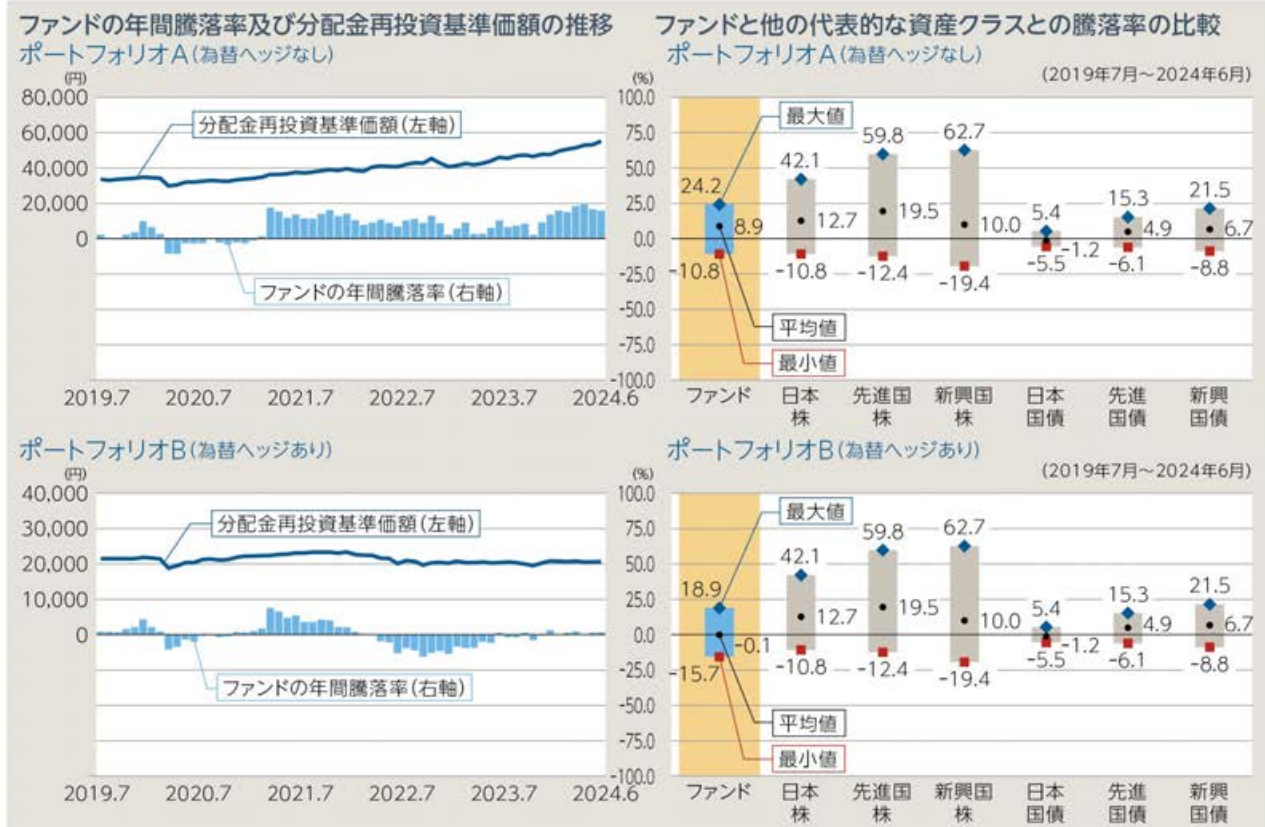 ファンドの年間騰落率及び分配金再投資基準価額の推移
ポートフォリオA(為替ヘッジなし)
(円)
80,000
60,000
40,000
20,000
0
分配金再投資基準価額(左軸)
ファンドの年間騰落率(右軸)
(%)
100.0
75.0
50.0
25.0
0.0
-25.0
-50.0
-75.0
-100.0
2019.7 2020.7 2021.7 2022.7 2023.7 2024.6
ファンドと他の代表的な資産クラスとの騰落率の比較
ポートフォリオA(為替ヘッジなし)
(2019年7月~2024年6月)
最大値
24.2 42.1 59.8 62.7 5.4 15.3 21.5
8.9 12.7 19.5 10.0 -1.2 4.9 6.7
-10.8 -10.8 -12.4 -19.4 -5.5 -6.1 -8.8
平均値
最小値
ファンド 日本株 先進国株 新興国株 日本国債 先進国債 新興国債
ポートフォリオB(為替ヘッジあり)
(円)
40,000
30,000
20,000
10,000
0
分配金再投資基準価額(左軸)
ファンドの年間騰落率(右軸)
(%)
100.0
75.0
50.0
25.0
0.0
-25.0
-50.0
-75.0
-100.0
2019.7 2020.7 2021.7 2022.7 2023.7 2024.6
ポートフォリオB(為替ヘッジあり)
(2019年7月~2024年6月)
最大値
18.9 42.1 59.8 62.7 5.4 15.3 21.5
-0.1 12.7 19.5 10.0 -1.2 4.9 6.7
-15.7 -10.8 -12.4 -19.4 -5.5 -6.1 -8.8
平均値
最小値
ファンド 日本株 先進国株 新興国株 日本国債 先進国債 新興国債